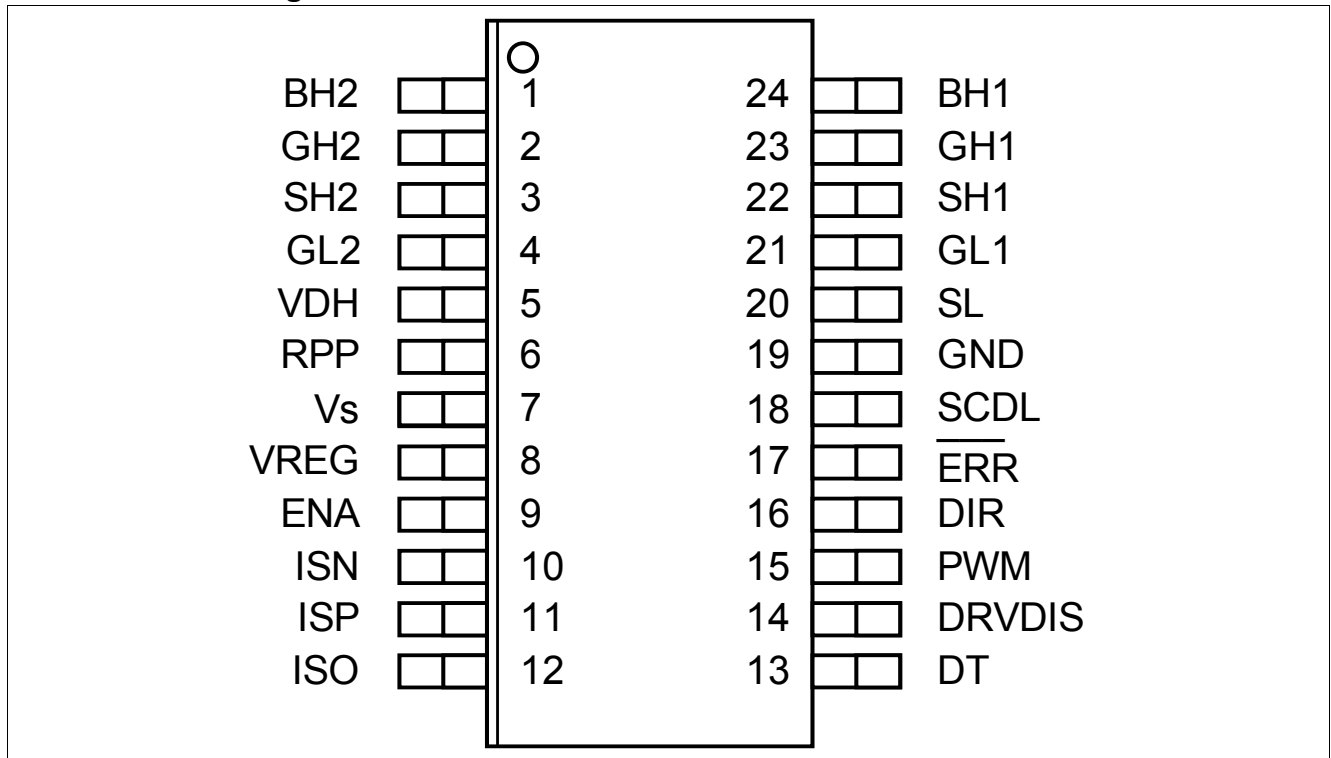 BH2 1 24 BH1
GH2 2 23 GH1
SH2 3 22 SH1
GL2 4 21 GL1
VDH 5 20 SL
RPP 6 19 GND
Vs 7 18 SCDL
VREG 8 17 E̅R̅R̅
ENA 9 16 DIR
ISN 10 15 PWM
ISP 11 14 DRVDIS
ISO 12 13 DT